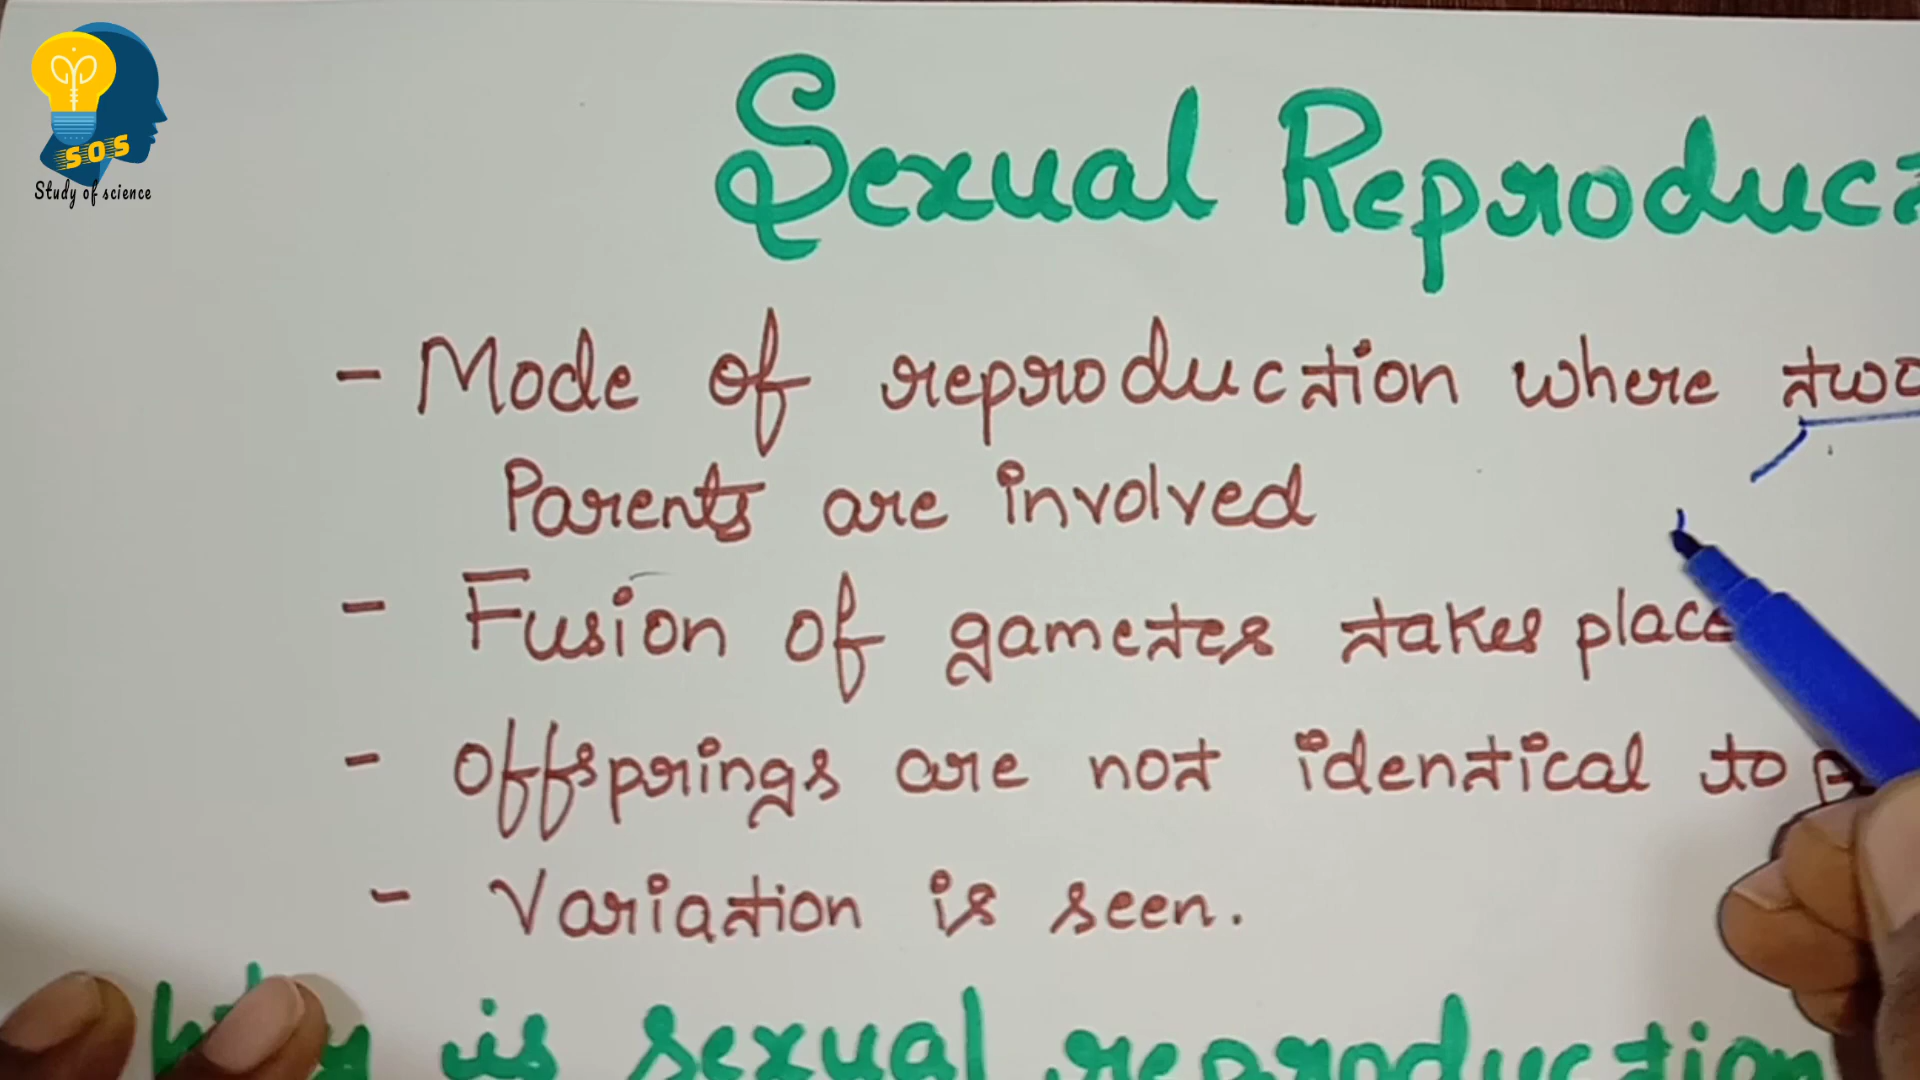 SOS
Study of science
Sexual Reproduc
- Mode of reproduction where two
Parents are involved
- Fusion of gametes takes place
- Offsprings are not identical to
- Variation is seen.
is sexual reproduction